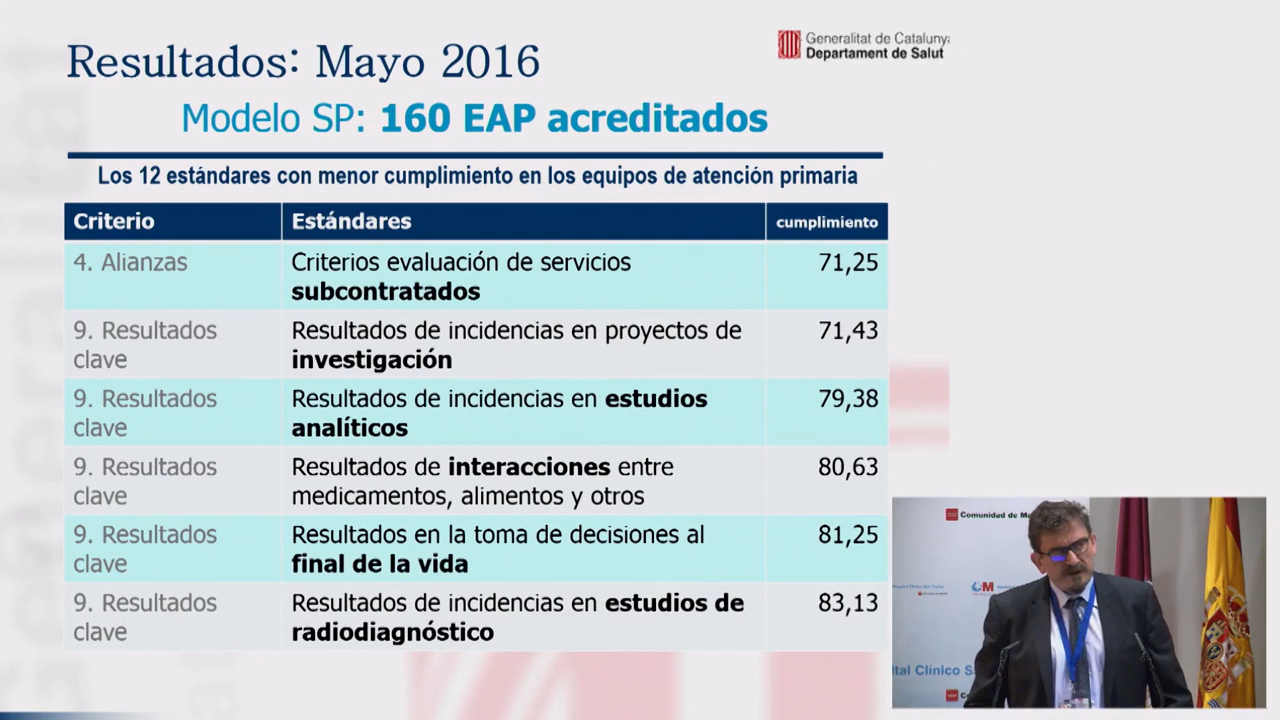 Resultados: Mayo 2016
Generalitat de Catalunya
Departament de Salut
Modelo SP: 160 EAP acreditados
Los 12 estándares con menor cumplimiento en los equipos de atención primaria
Criterio Estándares cumplimiento
4. Alianzas Criterios evaluación de servicios 71,25
subcontratados
9. Resultados Resultados de incidencias en proyectos de 71,43
clave investigación
9. Resultados Resultados de incidencias en estudios 79,38
clave analíticos
9. Resultados Resultados de interacciones entre 80,63
clave medicamentos, alimentos y otros
9. Resultados Resultados en la toma de decisiones al 81,25
clave final de la vida
9. Resultados Resultados de incidencias en estudios de 83,13
clave radiodiagnóstico
Comunidad de
Hospital Clínico San Carlos